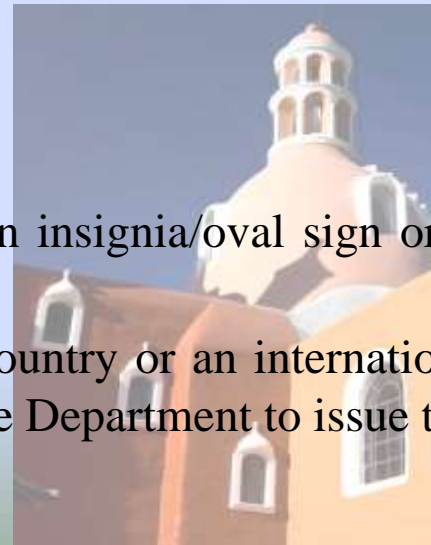 n insignia/oval sign or
ountry or an internatio
e Department to issue t